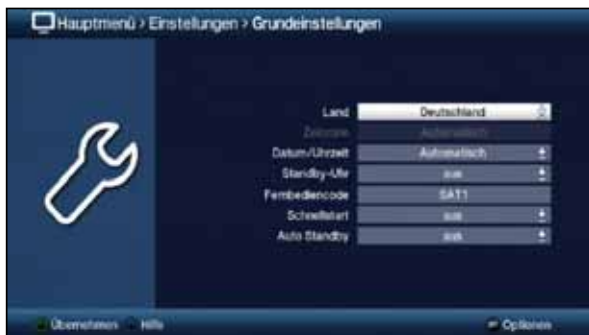 Hauptmenü > Einstellungen > Grundeinstellungen
Land Deutschland
Zeitzone Automatisch
Datum/Uhrzeit Automatisch
Standby-Uhr aus
Fernbediencode SAT1
Schnellstart aus
Auto Standby aus
Übernehmen Hilfe Optionen